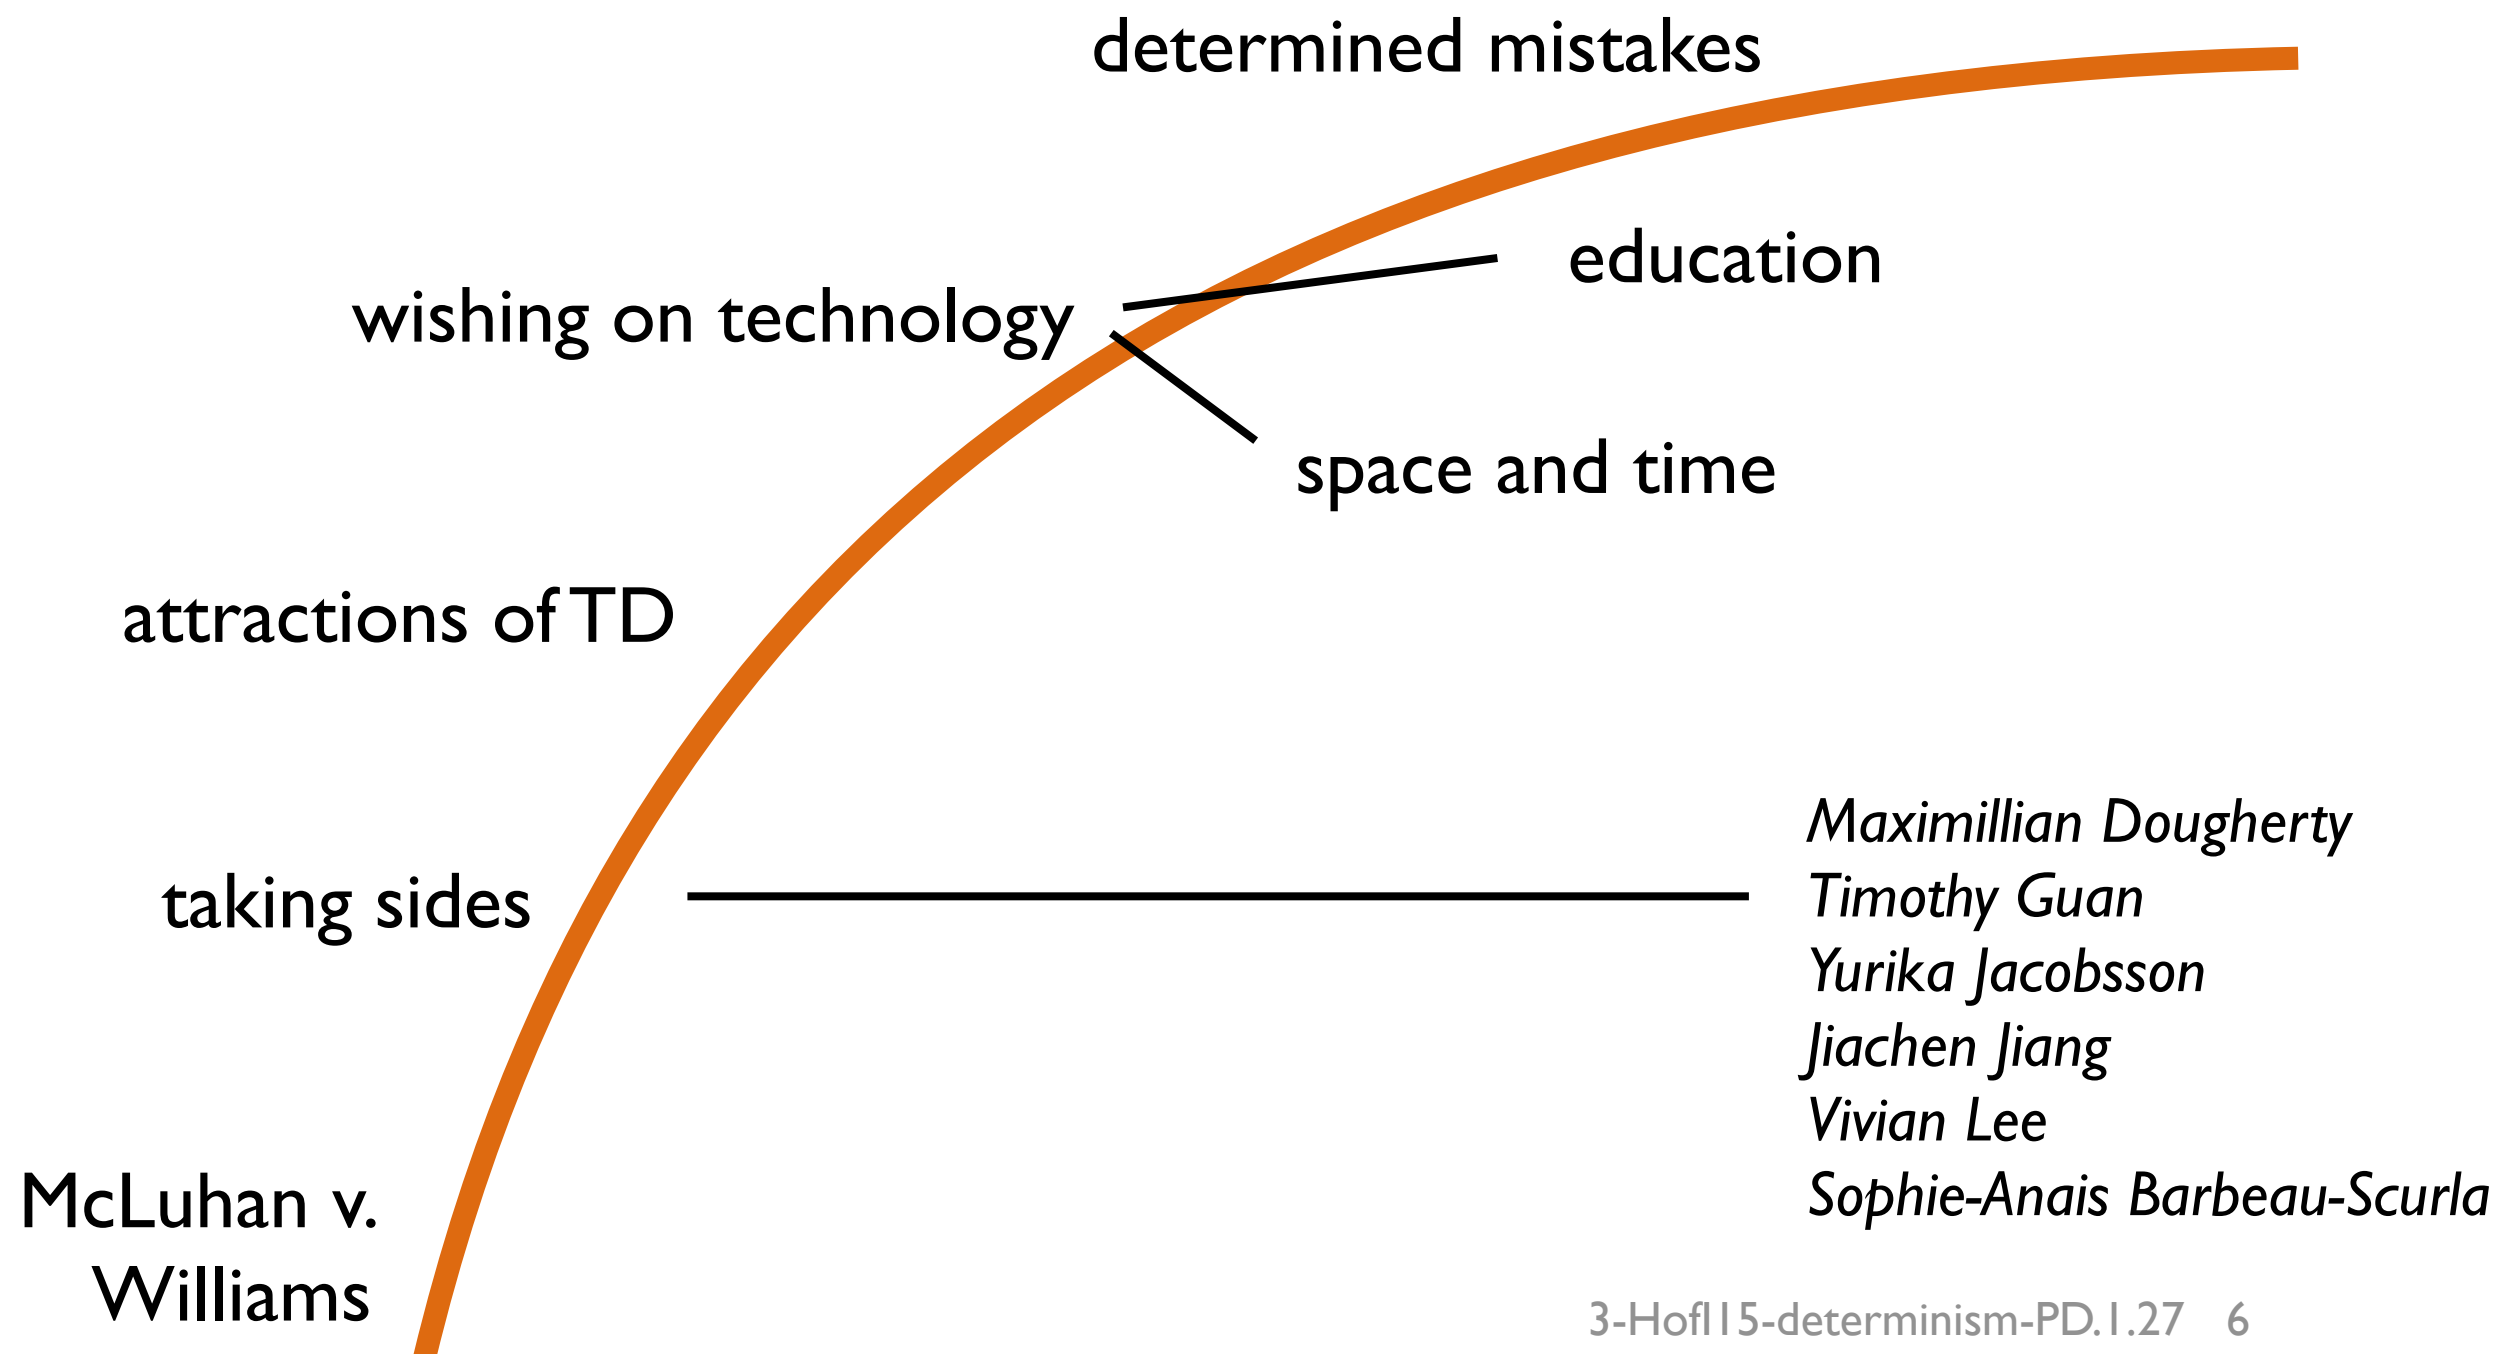 determined mistakes
education
wishing on technology
space and time
attractions of TD
taking sides
Maximillian Dougherty
Timothy Guan
Yurika Jacobsson
Jiachen Jiang
Vivian Lee
Sophie-Anais Barbeau-Scurla
McLuhan v.
Williams
3-HofI15-determinism-PD.1.27 6